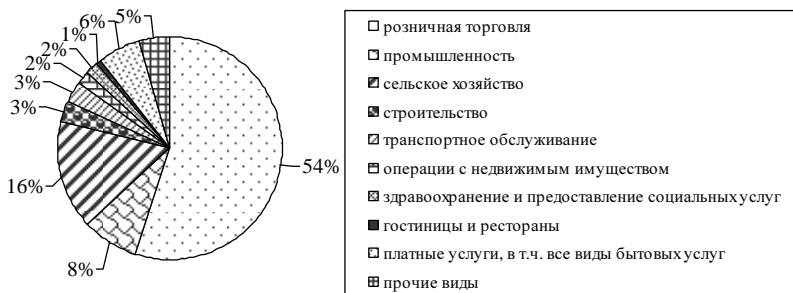 5%
6%
1%
2%
2%
3%
3%
16%
8%
54%
розничная торговля
промышленность
сельское хозяйство
строительство
транспортное обслуживание
операции с недвижимым имуществом
здравоохранение и предоставление социальных услуг
гостиницы и рестораны
платные услуги, в т.ч. все виды бытовых услуг
прочие виды